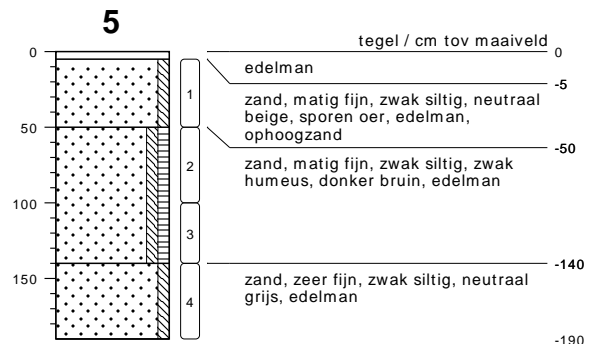 5
tegel / cm tov maaiveld
0
0
edelman
-5
1
zand, matig fijn, zwak siltig, neutraal
beige, sporen oer, edelman,
ophoogzand
50
-50
2
zand, matig fijn, zwak siltig, zwak
humeus, donker bruin, edelman
100
3
-140
150
4
zand, zeer fijn, zwak siltig, neutraal
grijs, edelman
-190